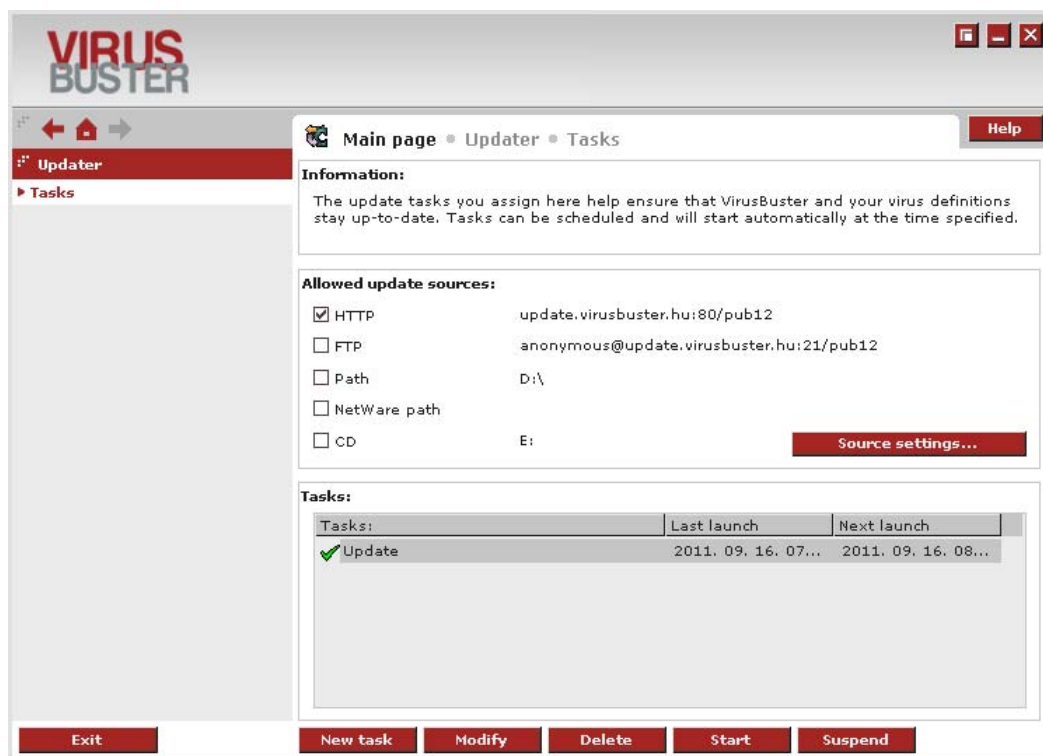 VIRUS
BUSTER
Help
Main page • Updater • Tasks
Updater
Tasks
Information:
The update tasks you assign here help ensure that VirusBuster and your virus definitions
stay up-to-date. Tasks can be scheduled and will start automatically at the time specified.
Allowed update sources:
HTTP update.virusbuster.hu:80/pub12
FTP anonymous@update.virusbuster.hu:21/pub12
Path D:\
NetWare path
CD E: Source settings...
Tasks:
Tasks: Last launch Next launch
Update 2011. 09. 16. 07... 2011. 09. 16. 08...
Exit New task Modify Delete Start Suspend